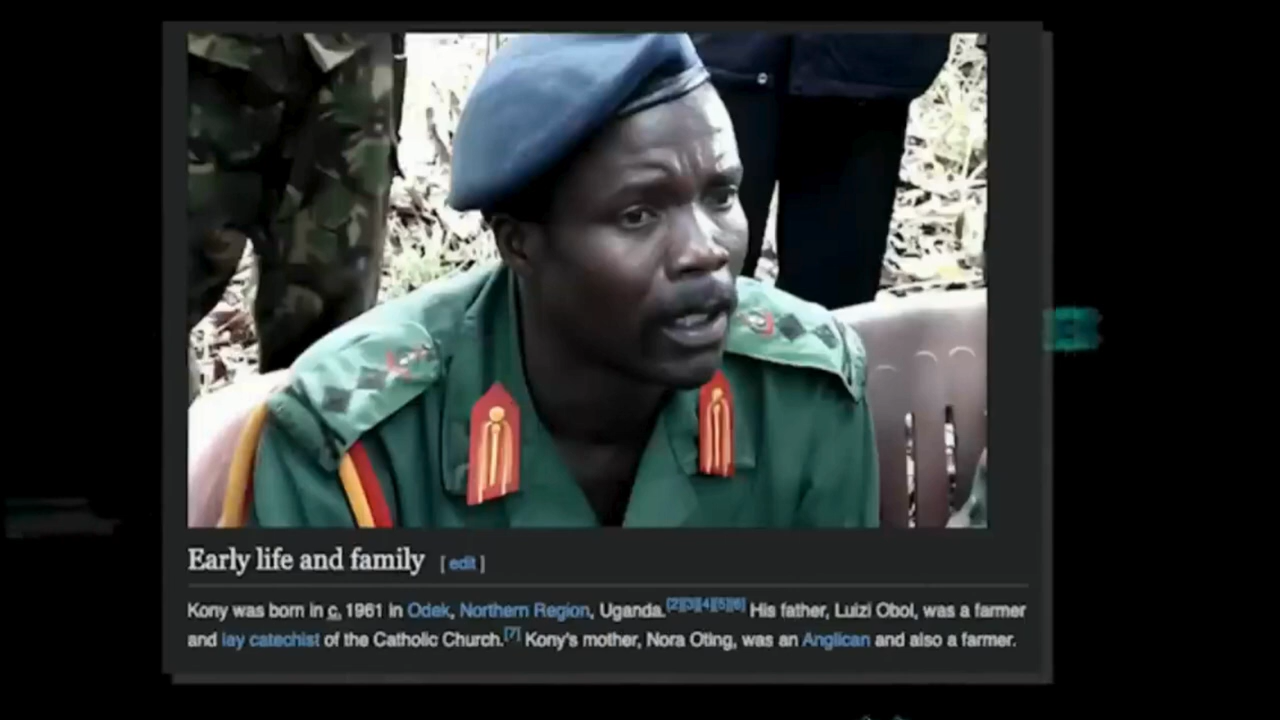 Early life and family [ edit ]
Kony was born in c. 1961 in Odek, Northern Region, Uganda.[2][3][4][5][6] His father, Luizi Obol, was a farmer
and lay catechist of the Catholic Church.[7] Kony's mother, Nora Oting, was an Anglican and also a farmer.